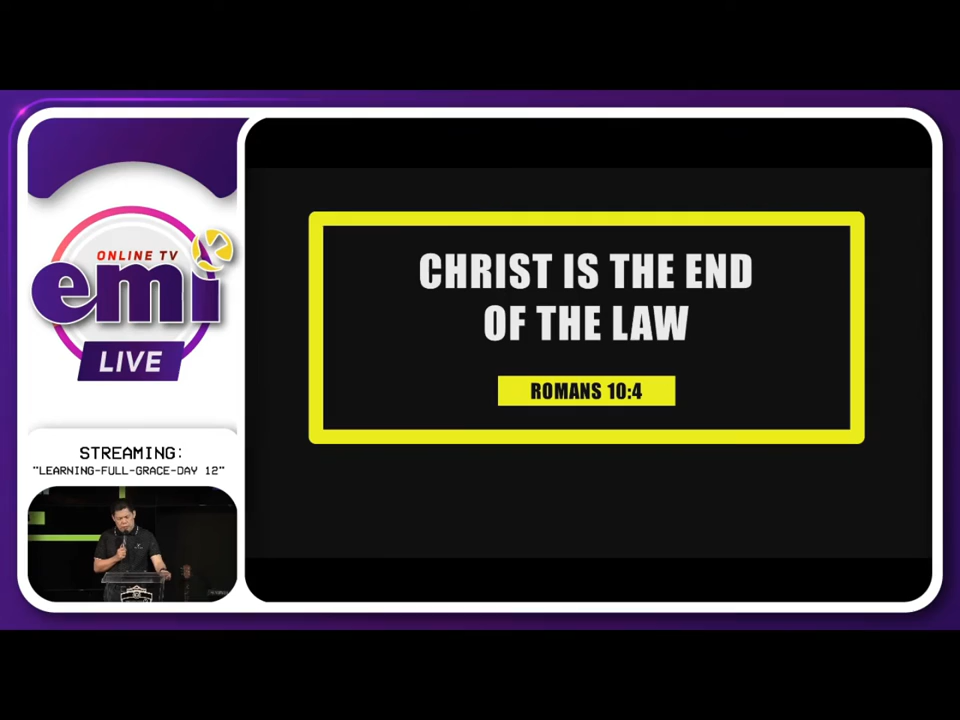 ONLINE TV
emi
LIVE
STREAMING:
"LEARNING-FULL-GRACE-DAY 12"
CHRIST IS THE END
OF THE LAW
ROMANS 10:4